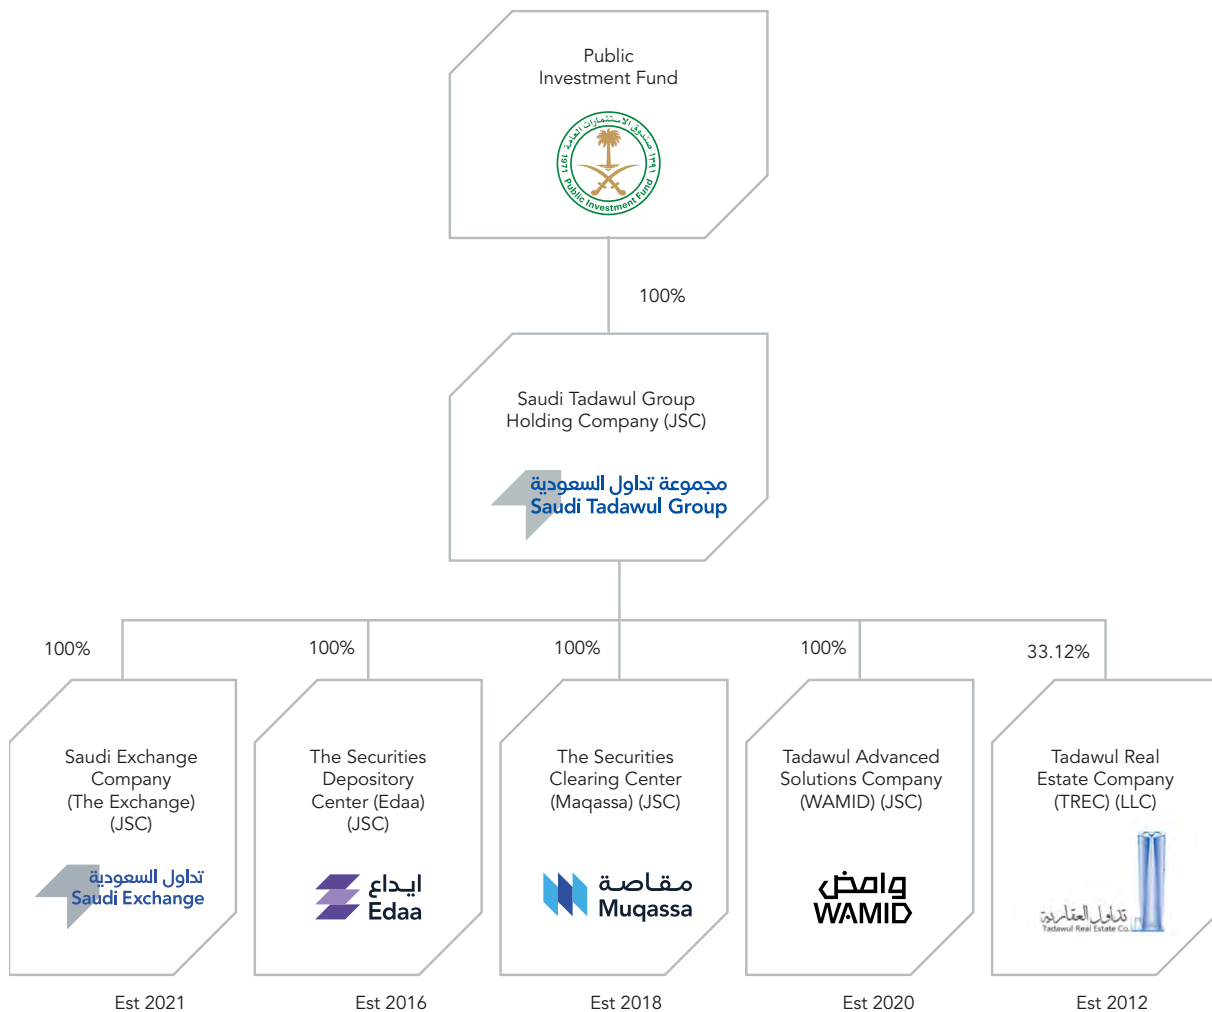 Public
Investment Fund
صندوق الاستثمارات العامة
1971
١٣٩١
Public Investment Fund
100%
Saudi Tadawul Group
Holding Company (JSC)
مجموعة تداول السعودية
Saudi Tadawul Group
100%
100%
100%
100%
33.12%
Saudi Exchange
Company
(The Exchange)
(JSC)
تداول السعودية
Saudi Exchange
The Securities
Depository
Center (Edaa)
(JSC)
ايداع
Edaa
The Securities
Clearing Center
(Maqassa) (JSC)
مقاصة
Muqassa
Tadawul Advanced
Solutions Company
(WAMID) (JSC)
وامض
WAMID
Tadawul Real
Estate Company
(TREC) (LLC)
تداول العقارية
Tadawul Real Estate Co.
Est 2021
Est 2016
Est 2018
Est 2020
Est 2012